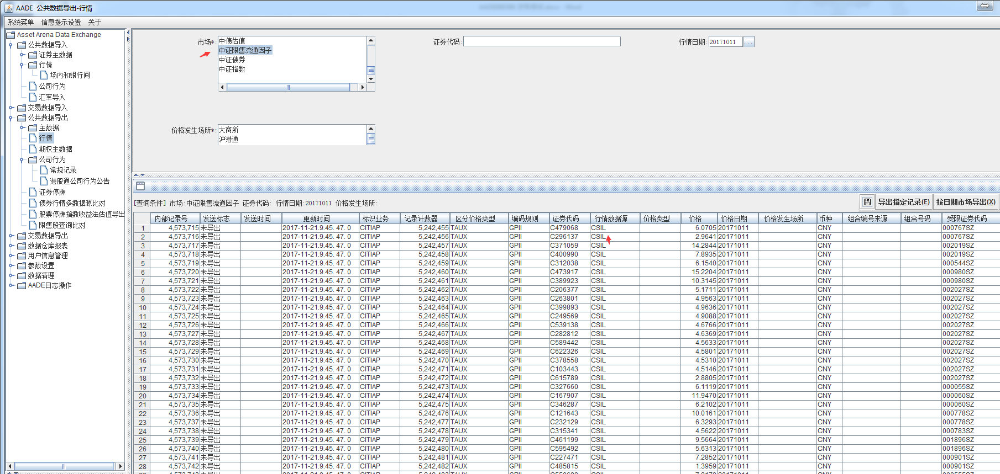 AADE 公共数据导出-行情
系统菜单 信息提示设置 关于
Asset Arena Data Exchange
公共数据导入
证券主数据
行情
场内和银行间
公司行为
汇率导入
交易数据导入
公共数据导出
主数据
行情
期权主数据
公司行为
常规记录
港股通公司行为公告
证券停牌
债券行情多数据源比对
股票停牌指数收益法估值导出
限售股查询比对
交易数据导出
数据仓库报表
用户信息管理
参数设置
数据清理
AADE日志操作
市场*: 中债估值
中证限售流通因子
中证债券
中证指数
证券代码:
行情日期: 20171011 ...
价格发生场所*: 大商所
沪港通
[查询条件] 市场:中证限售流通因子 证券代码: 行情日期:20171011 价格发生场所:
导出指定记录(E) 按日期市场导出(X)
内部记录号 发送标志 发送时间 更新时间 标识业务 记录计数器 区分价格类型 编码规则 证券代码 行情数据源 价格类型 价格 价格日期 价格发生场所 币种 组合编号来源 组合号码 受限证券代码
1 4,573,715 未导出 2017-11-21.9.45. 47. 0 CITIAP 5,242,455 TAUX GPII C479068 CSIL 6.0705 20171011 CNY 000767SZ
2 4,573,716 未导出 2017-11-21.9.45. 47. 0 CITIAP 5,242,456 TAUX GPII C296137 CSIL 2.9641 20171011 CNY 000767SZ
3 4,573,717 未导出 2017-11-21.9.45. 47. 0 CITIAP 5,242,457 TAUX GPII C371059 CSIL 14.2844 20171011 CNY 002019SZ
4 4,573,718 未导出 2017-11-21.9.45. 47. 0 CITIAP 5,242,458 TAUX GPII C400990 CSIL 7.8935 20171011 CNY 002019SZ
5 4,573,719 未导出 2017-11-21.9.45. 47. 0 CITIAP 5,242,459 TAUX GPII C312038 CSIL 6.1540 20171011 CNY 000544SZ
6 4,573,720 未导出 2017-11-21.9.45. 47. 0 CITIAP 5,242,460 TAUX GPII C473917 CSIL 15.2204 20171011 CNY 000980SZ
7 4,573,721 未导出 2017-11-21.9.45. 47. 0 CITIAP 5,242,461 TAUX GPII C389923 CSIL 10.3145 20171011 CNY 000980SZ
8 4,573,722 未导出 2017-11-21.9.45. 47. 0 CITIAP 5,242,462 TAUX GPII C206377 CSIL 5.1711 20171011 CNY 002027SZ
9 4,573,723 未导出 2017-11-21.9.45. 47. 0 CITIAP 5,242,463 TAUX GPII C263801 CSIL 4.9563 20171011 CNY 002027SZ
10 4,573,724 未导出 2017-11-21.9.45. 47. 0 CITIAP 5,242,464 TAUX GPII C399893 CSIL 4.9636 20171011 CNY 002027SZ
11 4,573,725 未导出 2017-11-21.9.45. 47. 0 CITIAP 5,242,465 TAUX GPII C249569 CSIL 4.9088 20171011 CNY 002027SZ
12 4,573,726 未导出 2017-11-21.9.45. 47. 0 CITIAP 5,242,466 TAUX GPII C539138 CSIL 4.6766 20171011 CNY 002027SZ
13 4,573,727 未导出 2017-11-21.9.45. 47. 0 CITIAP 5,242,467 TAUX GPII C282812 CSIL 4.6369 20171011 CNY 002027SZ
14 4,573,728 未导出 2017-11-21.9.45. 47. 0 CITIAP 5,242,468 TAUX GPII C589442 CSIL 4.5633 20171011 CNY 002027SZ
15 4,573,729 未导出 2017-11-21.9.45. 47. 0 CITIAP 5,242,469 TAUX GPII C622326 CSIL 4.5801 20171011 CNY 002027SZ
16 4,573,730 未导出 2017-11-21.9.45. 47. 0 CITIAP 5,242,470 TAUX GPII C378558 CSIL 4.5310 20171011 CNY 002027SZ
17 4,573,731 未导出 2017-11-21.9.45. 47. 0 CITIAP 5,242,471 TAUX GPII C103443 CSIL 4.5146 20171011 CNY 002027SZ
18 4,573,732 未导出 2017-11-21.9.45. 47. 0 CITIAP 5,242,472 TAUX GPII C615789 CSIL 2.8805 20171011 CNY 002027SZ
19 4,573,733 未导出 2017-11-21.9.45. 47. 0 CITIAP 5,242,473 TAUX GPII C327660 CSIL 6.1119 20171011 CNY 000055SZ
20 4,573,734 未导出 2017-11-21.9.45. 47. 0 CITIAP 5,242,474 TAUX GPII C167907 CSIL 11.9470 20171011 CNY 000060SZ
21 4,573,735 未导出 2017-11-21.9.45. 47. 0 CITIAP 5,242,475 TAUX GPII C346287 CSIL 6.2102 20171011 CNY 000060SZ
22 4,573,736 未导出 2017-11-21.9.45. 47. 0 CITIAP 5,242,476 TAUX GPII C121643 CSIL 10.0161 20171011 CNY 000778SZ
23 4,573,737 未导出 2017-11-21.9.45. 47. 0 CITIAP 5,242,477 TAUX GPII C232129 CSIL 6.3293 20171011 CNY 000778SZ
24 4,573,738 未导出 2017-11-21.9.45. 47. 0 CITIAP 5,242,478 TAUX GPII C315341 CSIL 4.5622 20171011 CNY 000783SZ
25 4,573,739 未导出 2017-11-21.9.45. 47. 0 CITIAP 5,242,479 TAUX GPII C461199 CSIL 9.5664 20171011 CNY 001896SZ
26 4,573,740 未导出 2017-11-21.9.45. 47. 0 CITIAP 5,242,480 TAUX GPII C595492 CSIL 5.6313 20171011 CNY 001896SZ
27 4,573,741 未导出 2017-11-21.9.45. 47. 0 CITIAP 5,242,481 TAUX GPII C227471 CSIL 7.2852 20171011 CNY 000901SZ
28 4,573,742 未导出 2017-11-21.9.45. 47. 0 CITIAP 5,242,482 TAUX GPII C485815 CSIL 1.3959 20171011 CNY 000901SZ